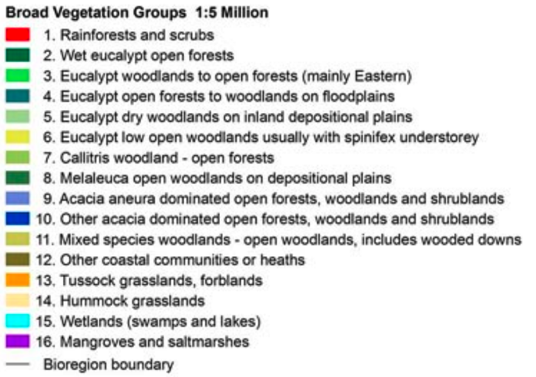 Broad Vegetation Groups 1:5 Million
1. Rainforests and scrubs
2. Wet eucalypt open forests
3. Eucalypt woodlands to open forests (mainly Eastern)
4. Eucalypt open forests to woodlands on floodplains
5. Eucalypt dry woodlands on inland depositional plains
6. Eucalypt low open woodlands usually with spinifex understorey
7. Callitris woodland - open forests
8. Melaleuca open woodlands on depositional plains
9. Acacia aneura dominated open forests, woodlands and shrublands
10. Other acacia dominated open forests, woodlands and shrublands
11. Mixed species woodlands - open woodlands, includes wooded downs
12. Other coastal communities or heaths
13. Tussock grasslands, forblands
14. Hummock grasslands
15. Wetlands (swamps and lakes)
16. Mangroves and saltmarshes
Bioregion boundary